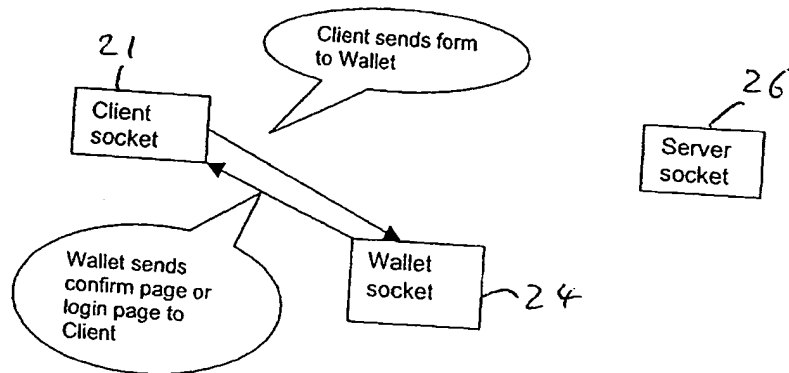 21
Client sends form
to Wallet
26
Client
socket
Server
socket
Wallet sends
confirm page or
login page to
Client
Wallet
socket
24